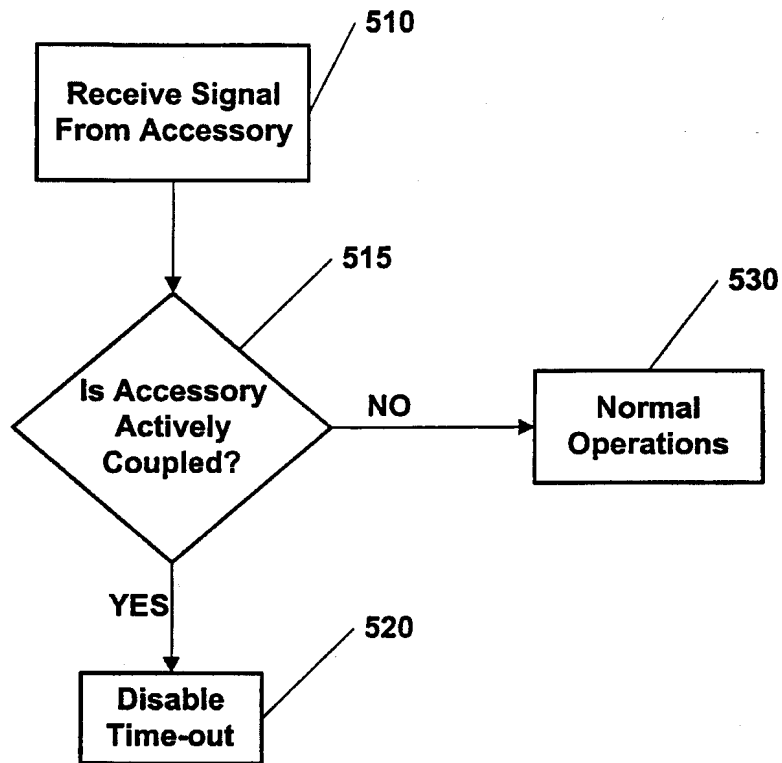 510
Receive Signal
From Accessory
515
Is Accessory
Actively
Coupled?
NO
530
Normal
Operations
YES
520
Disable
Time-out